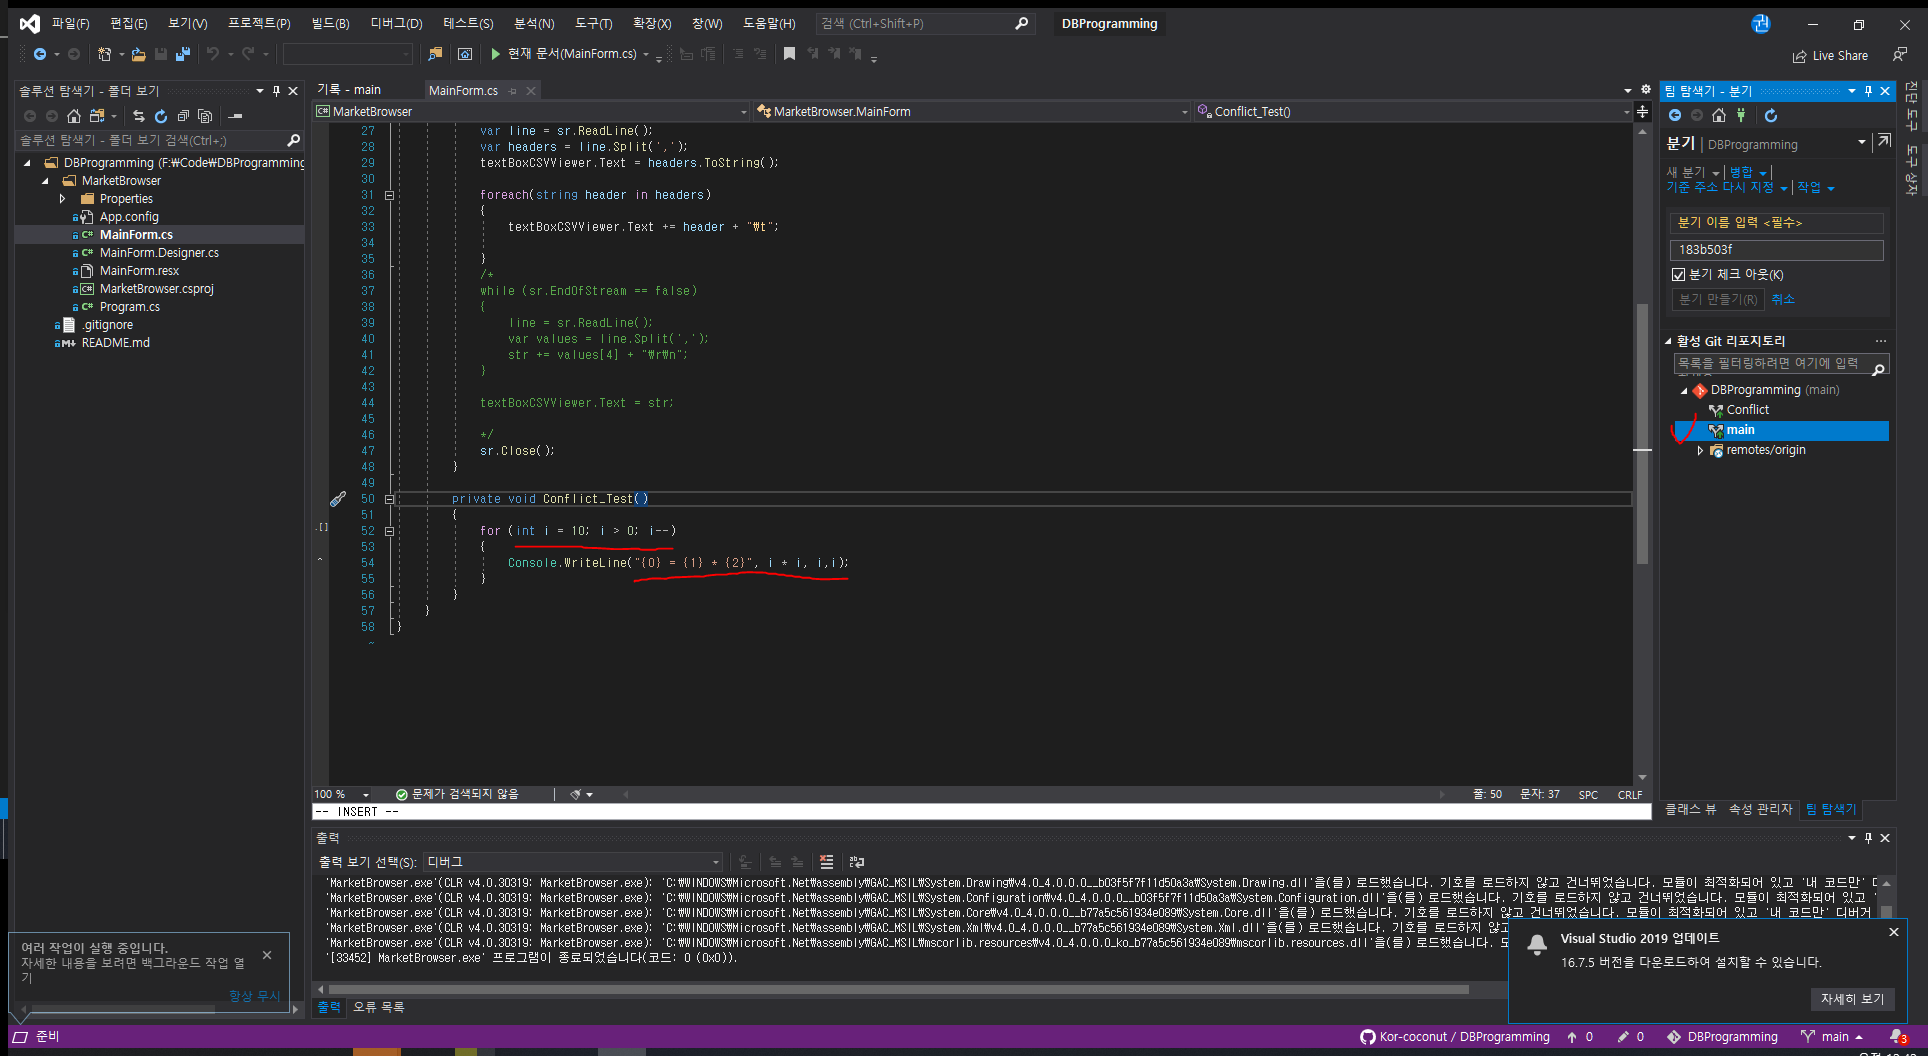 파일(F) 편집(E) 보기(V) 프로젝트(P) 빌드(B) 디버그(D) 테스트(S) 분석(N) 도구(T) 확장(X) 창(W) 도움말(H) 검색 (Ctrl+Shift+P) DBProgramming 권
현재 문서(MainForm.cs) Live Share
솔루션 탐색기 - 폴더 보기
솔루션 탐색기 - 폴더 보기 검색(Ctrl+;)
DBProgramming (F:₩Code₩DBProgramming
MarketBrowser
Properties
App.config
MainForm.cs
MainForm.Designer.cs
MainForm.resx
MarketBrowser.csproj
Program.cs
.gitignore
README.md
기록 - main MainForm.cs
MarketBrowser MarketBrowser.MainForm Conflict_Test()
27 var line = sr.ReadLine();
28 var headers = line.Split(',');
29 textBoxCSVViewer.Text = headers.ToString();
30
31 foreach(string header in headers)
32 {
33 textBoxCSVViewer.Text += header + "₩t";
34
35 }
36 /*
37 while (sr.EndOfStream == false)
38 {
39 line = sr.ReadLine();
40 var values = line.Split(',');
41 str += values[4] + "₩r₩n";
42 }
43
44 textBoxCSVViewer.Text = str;
45
46 */
47 sr.Close();
48 }
49
50 private void Conflict_Test()
51 {
52 for (int i = 10; i > 0; i--)
53 {
54 Console.WriteLine("{0} = {1} * {2}", i * i, i,i);
55 }
56 }
57 }
58 }
~
100 % 문제가 검색되지 않음 줄: 50 문자: 37 SPC CRLF
-- INSERT --
팀 탐색기 - 분기
분기 | DBProgramming
새 분기 병합
기준 주소 다시 지정 작업
분기 이름 입력 <필수>
183b503f
분기 체크 아웃(K)
분기 만들기(R) 취소
활성 Git 리포지토리
목록을 필터링하려면 여기에 입력
DBProgramming (main)
Conflict
main
remotes/origin
클래스 뷰 속성 관리자 팀 탐색기
진단 도구
도구 상자
출력
출력 보기 선택(S): 디버그
'MarketBrowser.exe'(CLR v4.0.30319: MarketBrowser.exe): 'C:₩WINDOWS₩Microsoft.Net₩assembly₩GAC_MSIL₩System.Drawing₩v4.0_4.0.0.0__b03f5f7f11d50a3a₩System.Drawing.dll'을(를) 로드했습니다. 기호를 로드하지 않고 건너뛰었습니다. 모듈이 최적화되어 있고 '내 코드만'
'MarketBrowser.exe'(CLR v4.0.30319: MarketBrowser.exe): 'C:₩WINDOWS₩Microsoft.Net₩assembly₩GAC_MSIL₩System.Configuration₩v4.0_4.0.0.0__b03f5f7f11d50a3a₩System.Configuration.dll'을(를) 로드했습니다. 기호를 로드하지 않고 건너뛰었습니다. 모듈이 최적화되어 있고 '
'MarketBrowser.exe'(CLR v4.0.30319: MarketBrowser.exe): 'C:₩WINDOWS₩Microsoft.Net₩assembly₩GAC_MSIL₩System.Core₩v4.0_4.0.0.0__b77a5c561934e089₩System.Core.dll'을(를) 로드했습니다. 기호를 로드하지 않고 건너뛰었습니다. 모듈이 최적화되어 있고 '내 코드만' 디버거
'MarketBrowser.exe'(CLR v4.0.30319: MarketBrowser.exe): 'C:₩WINDOWS₩Microsoft.Net₩assembly₩GAC_MSIL₩System.Xml₩v4.0_4.0.0.0__b77a5c561934e089₩System.Xml.dll'을(를) 로드했습니다. 기호를 로드하지 않고
'MarketBrowser.exe'(CLR v4.0.30319: MarketBrowser.exe): 'C:₩WINDOWS₩Microsoft.Net₩assembly₩GAC_MSIL₩mscorlib.resources₩v4.0_4.0.0.0_ko_b77a5c561934e089₩mscorlib.resources.dll'을(를) 로드했습니다.
'[33452] MarketBrowser.exe' 프로그램이 종료되었습니다(코드: 0 (0x0)).
출력 오류 목록
여러 작업이 실행 중입니다.
자세한 내용을 보려면 백그라운드 작업 열
기
항상 무시
Visual Studio 2019 업데이트
16.7.5 버전을 다운로드하여 설치할 수 있습니다.
자세히 보기
준비 Kor-coconut / DBProgramming 0 0 DBProgramming main 3